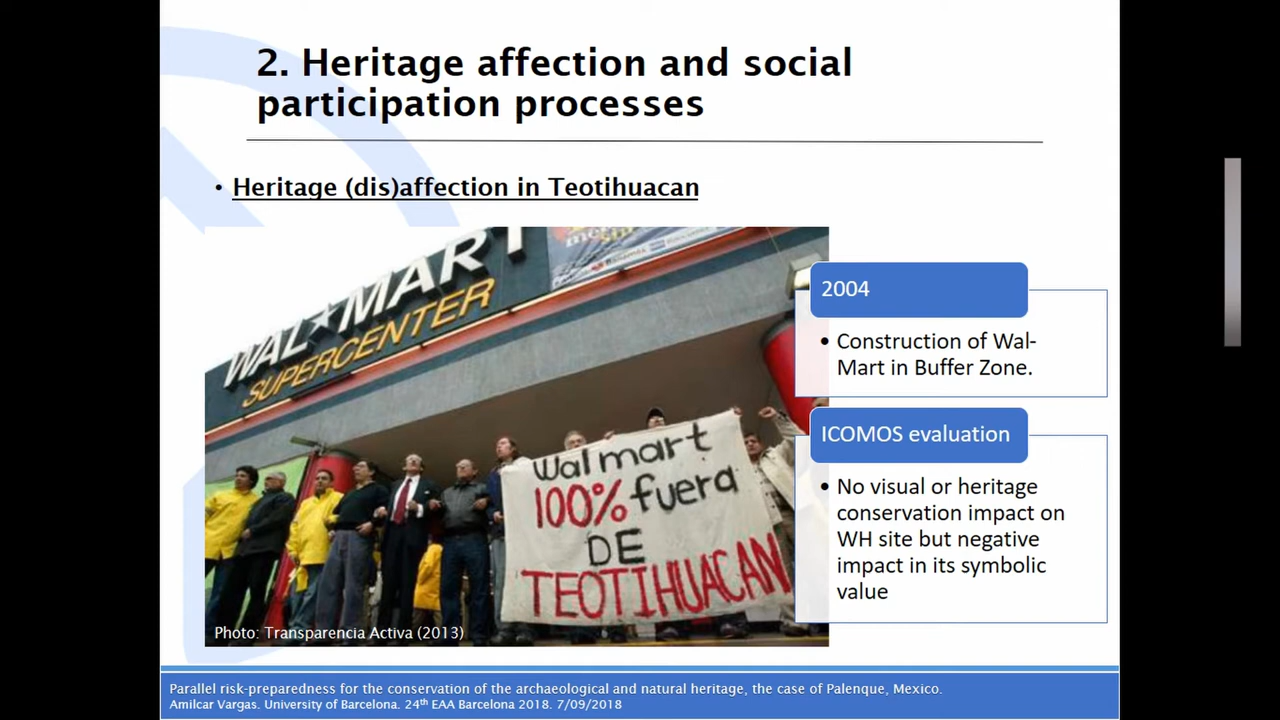 2. Heritage affection and social
participation processes
• Heritage (dis)affection in Teotihuacan
WAL★MART
SUPERCENTER
Walmart
100% fuera
DE
TEOTIHUACAN
Photo: Transparencia Activa (2013)
2004
• Construction of Wal-
Mart in Buffer Zone.
ICOMOS evaluation
• No visual or heritage
conservation impact on
WH site but negative
impact in its symbolic
value
Parallel risk-preparedness for the conservation of the archaeological and natural heritage, the case of Palenque, Mexico.
Amilcar Vargas. University of Barcelona. 24th EAA Barcelona 2018. 7/09/2018